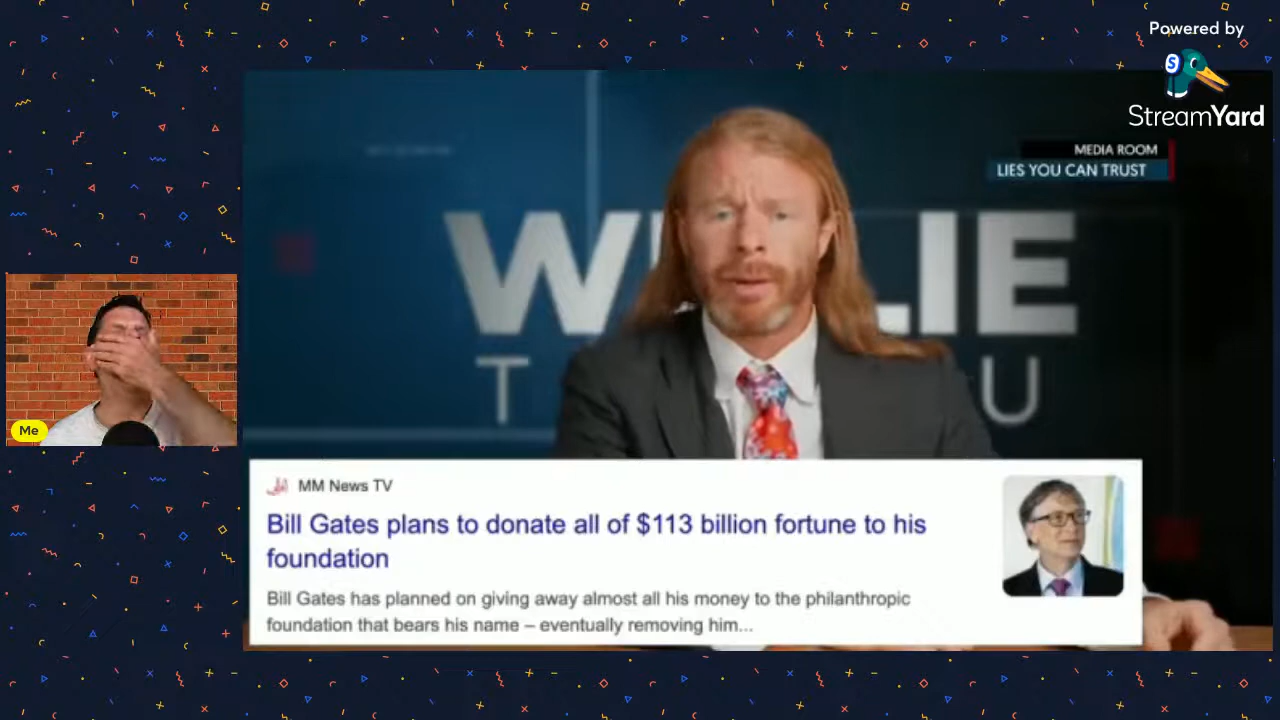 Powered by
StreamYard
MEDIA ROOM
LIES YOU CAN TRUST
LIE
T
U
Me
MM News TV
Bill Gates plans to donate all of $113 billion fortune to his
foundation
Bill Gates has planned on giving away almost all his money to the philanthropic
foundation that bears his name – eventually removing him...